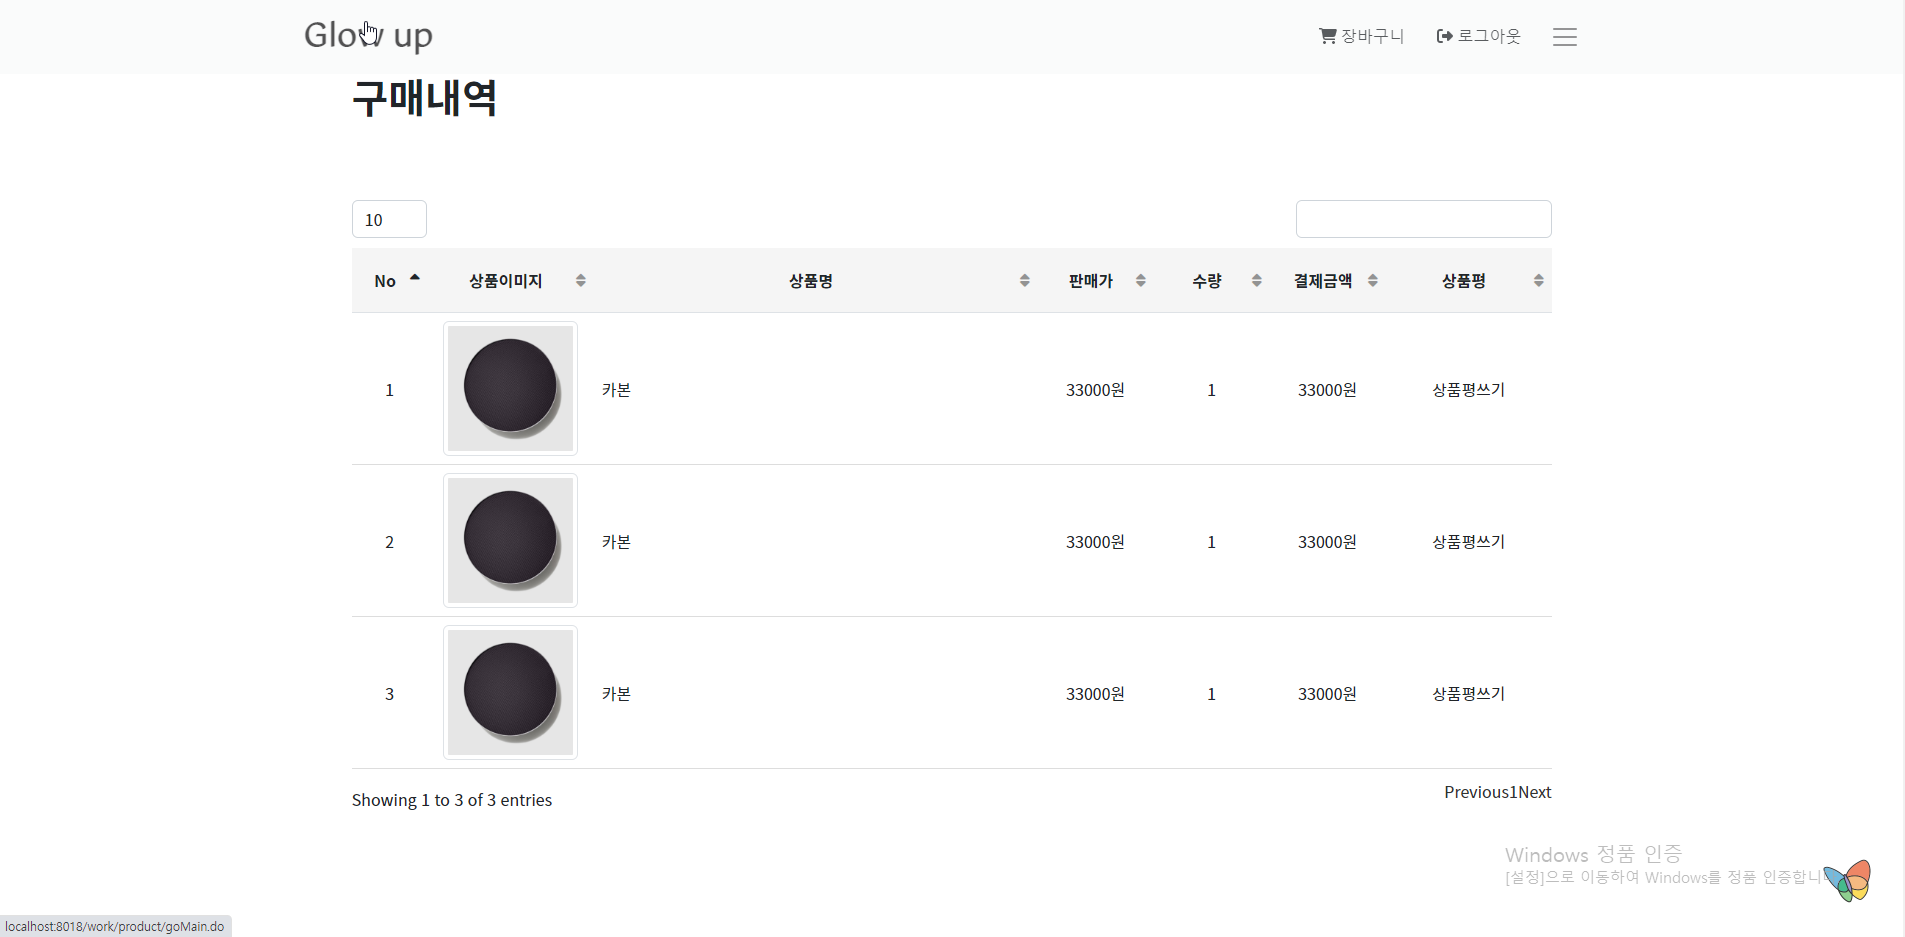 Glow up
장바구니 로그아웃
구매내역
10
No 상품이미지 상품명 판매가 수량 결제금액 상품평
1 카본 33000원 1 33000원 상품평쓰기
2 카본 33000원 1 33000원 상품평쓰기
3 카본 33000원 1 33000원 상품평쓰기
Showing 1 to 3 of 3 entries
Previous1Next
Windows 정품 인증
[설정]으로 이동하여 Windows를 정품 인증합니
localhost:8018/work/product/goMain.do